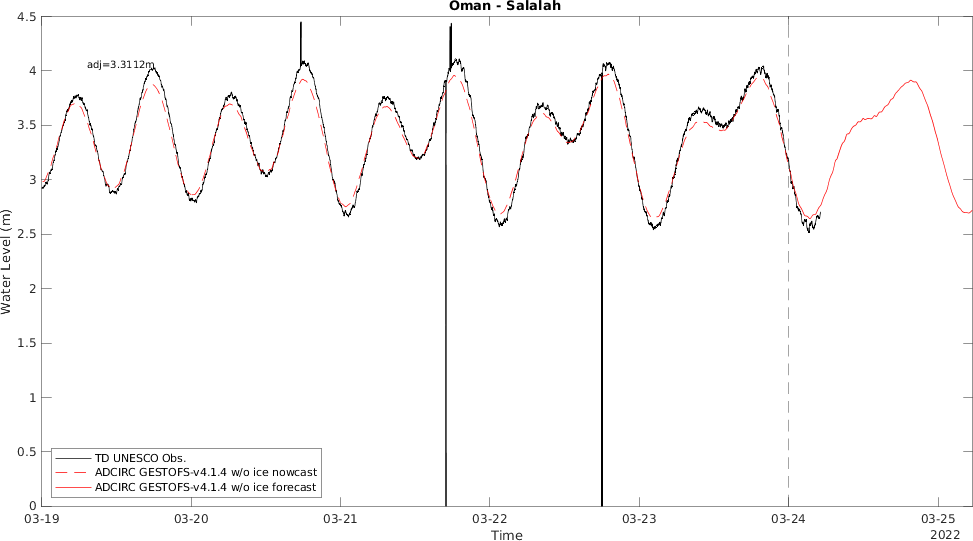 Oman - Salalah
4.5
adj=3.3112m
4
3.5
3
2.5
2
1.5
1
0.5
0
Water Level (m)
TD UNESCO Obs.
ADCIRC GESTOFS-v4.1.4 w/o ice nowcast
ADCIRC GESTOFS-v4.1.4 w/o ice forecast
03-19 03-20 03-21 03-22 03-23 03-24 03-25
Time
2022